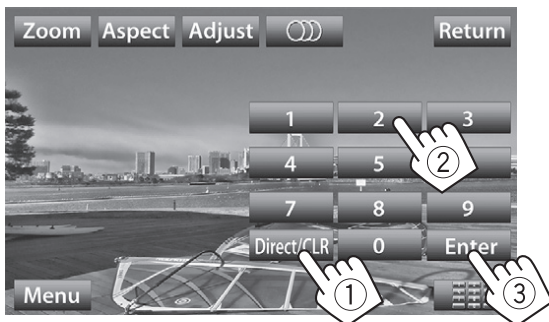 Zoom Aspect Adjust Return
1 2 3
4 5 ②
7 8 9
Direct/CLR 0 Enter
Menu ① ③